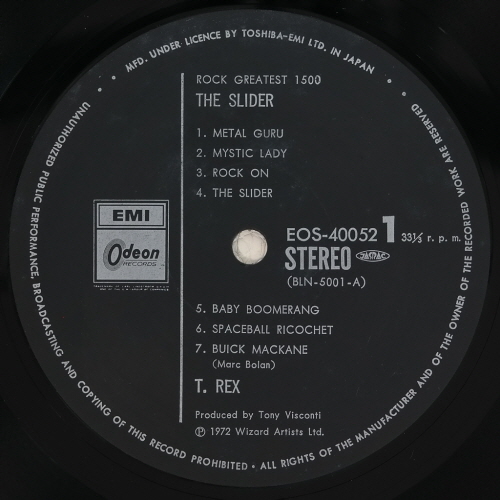 • MFD. UNDER LICENCE BY TOSHIBA-EMI LTD. IN JAPAN •
UNAUTHORIZED PUBLIC PERFORMANCE, BROADCASTING AND COPYING OF THIS RECORD PROHIBITED • ALL RIGHTS OF THE MANUFACTURER AND OF THE OWNER OF THE RECORDED WORK ARE RESERVED
ROCK GREATEST 1500
THE SLIDER
1. METAL GURU
2. MYSTIC LADY
3. ROCK ON
4. THE SLIDER
EMI
Odeon
RECORDS
EOS-40052 1 33⅓ r. p. m.
STEREO
(BLN-5001-A)
5. BABY BOOMERANG
6. SPACEBALL RICOCHET
7. BUICK MACKANE
(Marc Bolan)
T. REX
Produced by Tony Visconti
Ⓟ 1972 Wizard Artists Ltd.